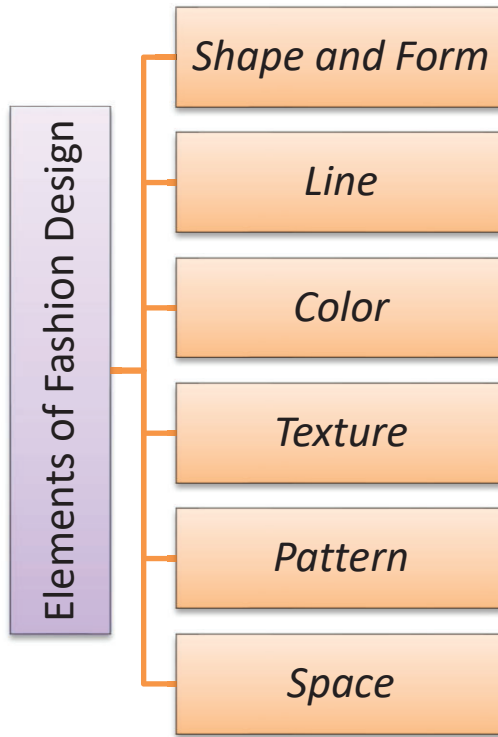 Elements of Fashion Design
Shape and Form
Line
Color
Texture
Pattern
Space